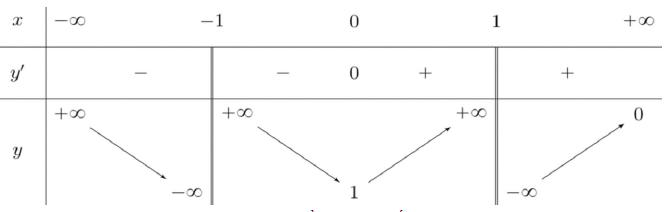 x −∞ −1 0 1 +∞
y′ − − 0 + +
+∞ +∞ +∞ 0
y
−∞ 1 −∞